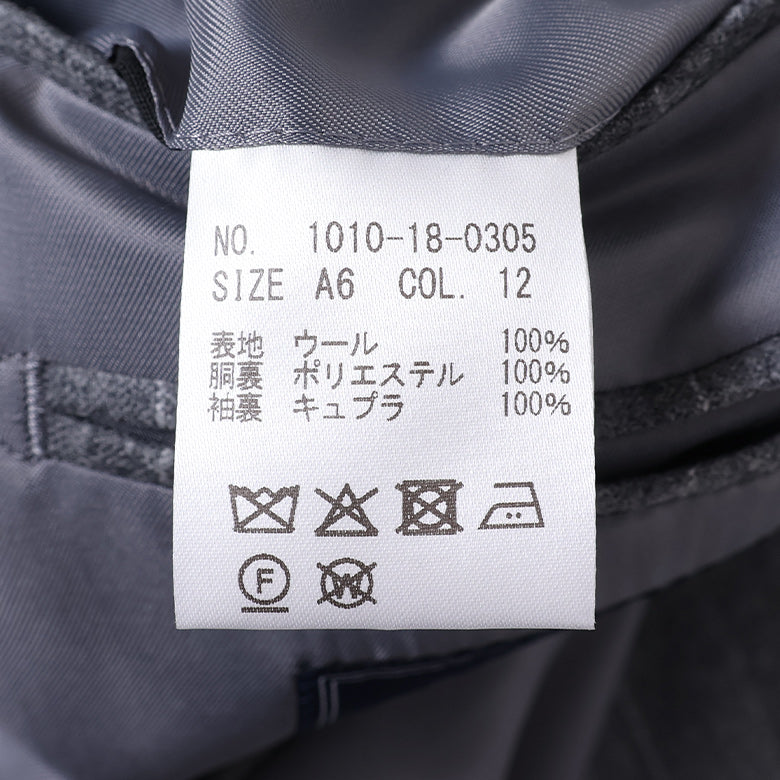 NO. 1010-18-0305
SIZE A6 COL. 12
表地 ウール 100%
胴裏 ポリエステル 100%
袖裏 キュプラ 100%
F W